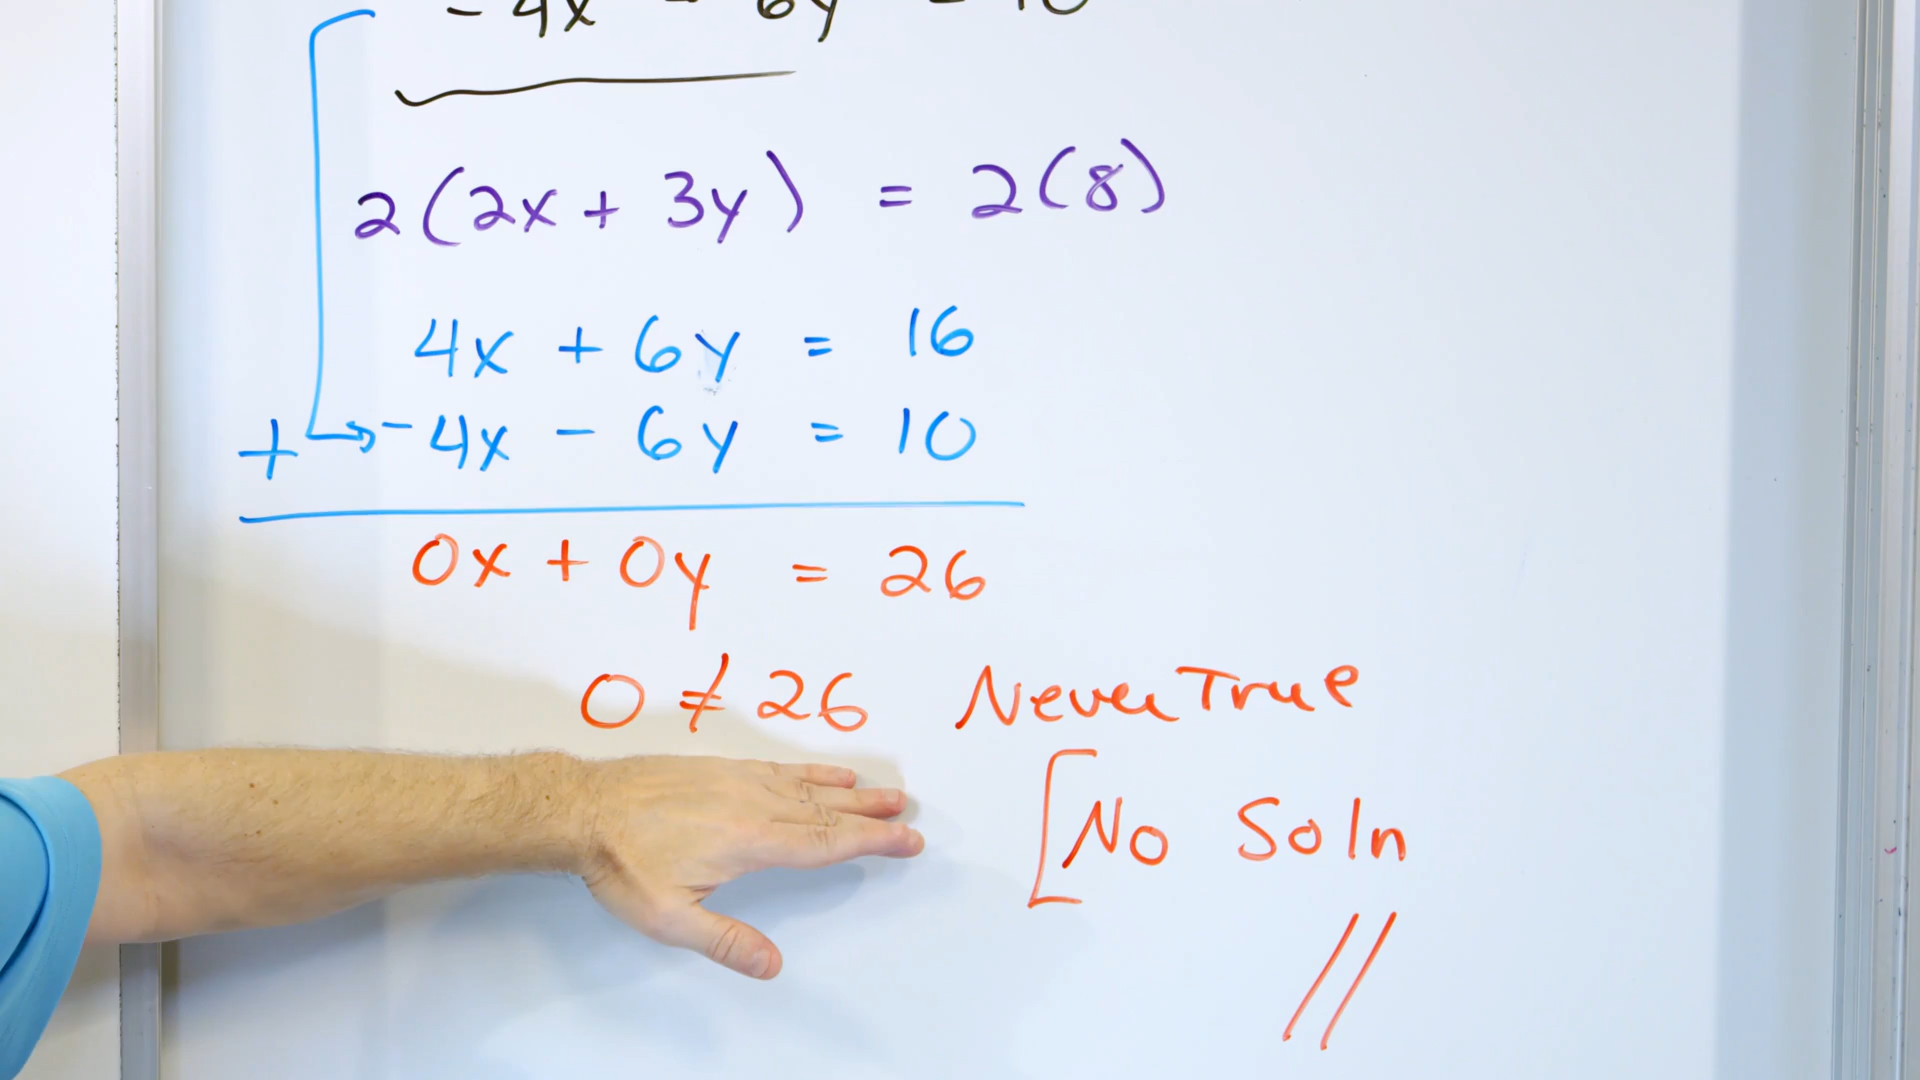 - 4x - 6y = 10
2(2x + 3y) = 2(8)
4x + 6y = 16
+ → -4x - 6y = 10
0x + 0y = 26
0 ≠ 26 Never True
[No Soln
//